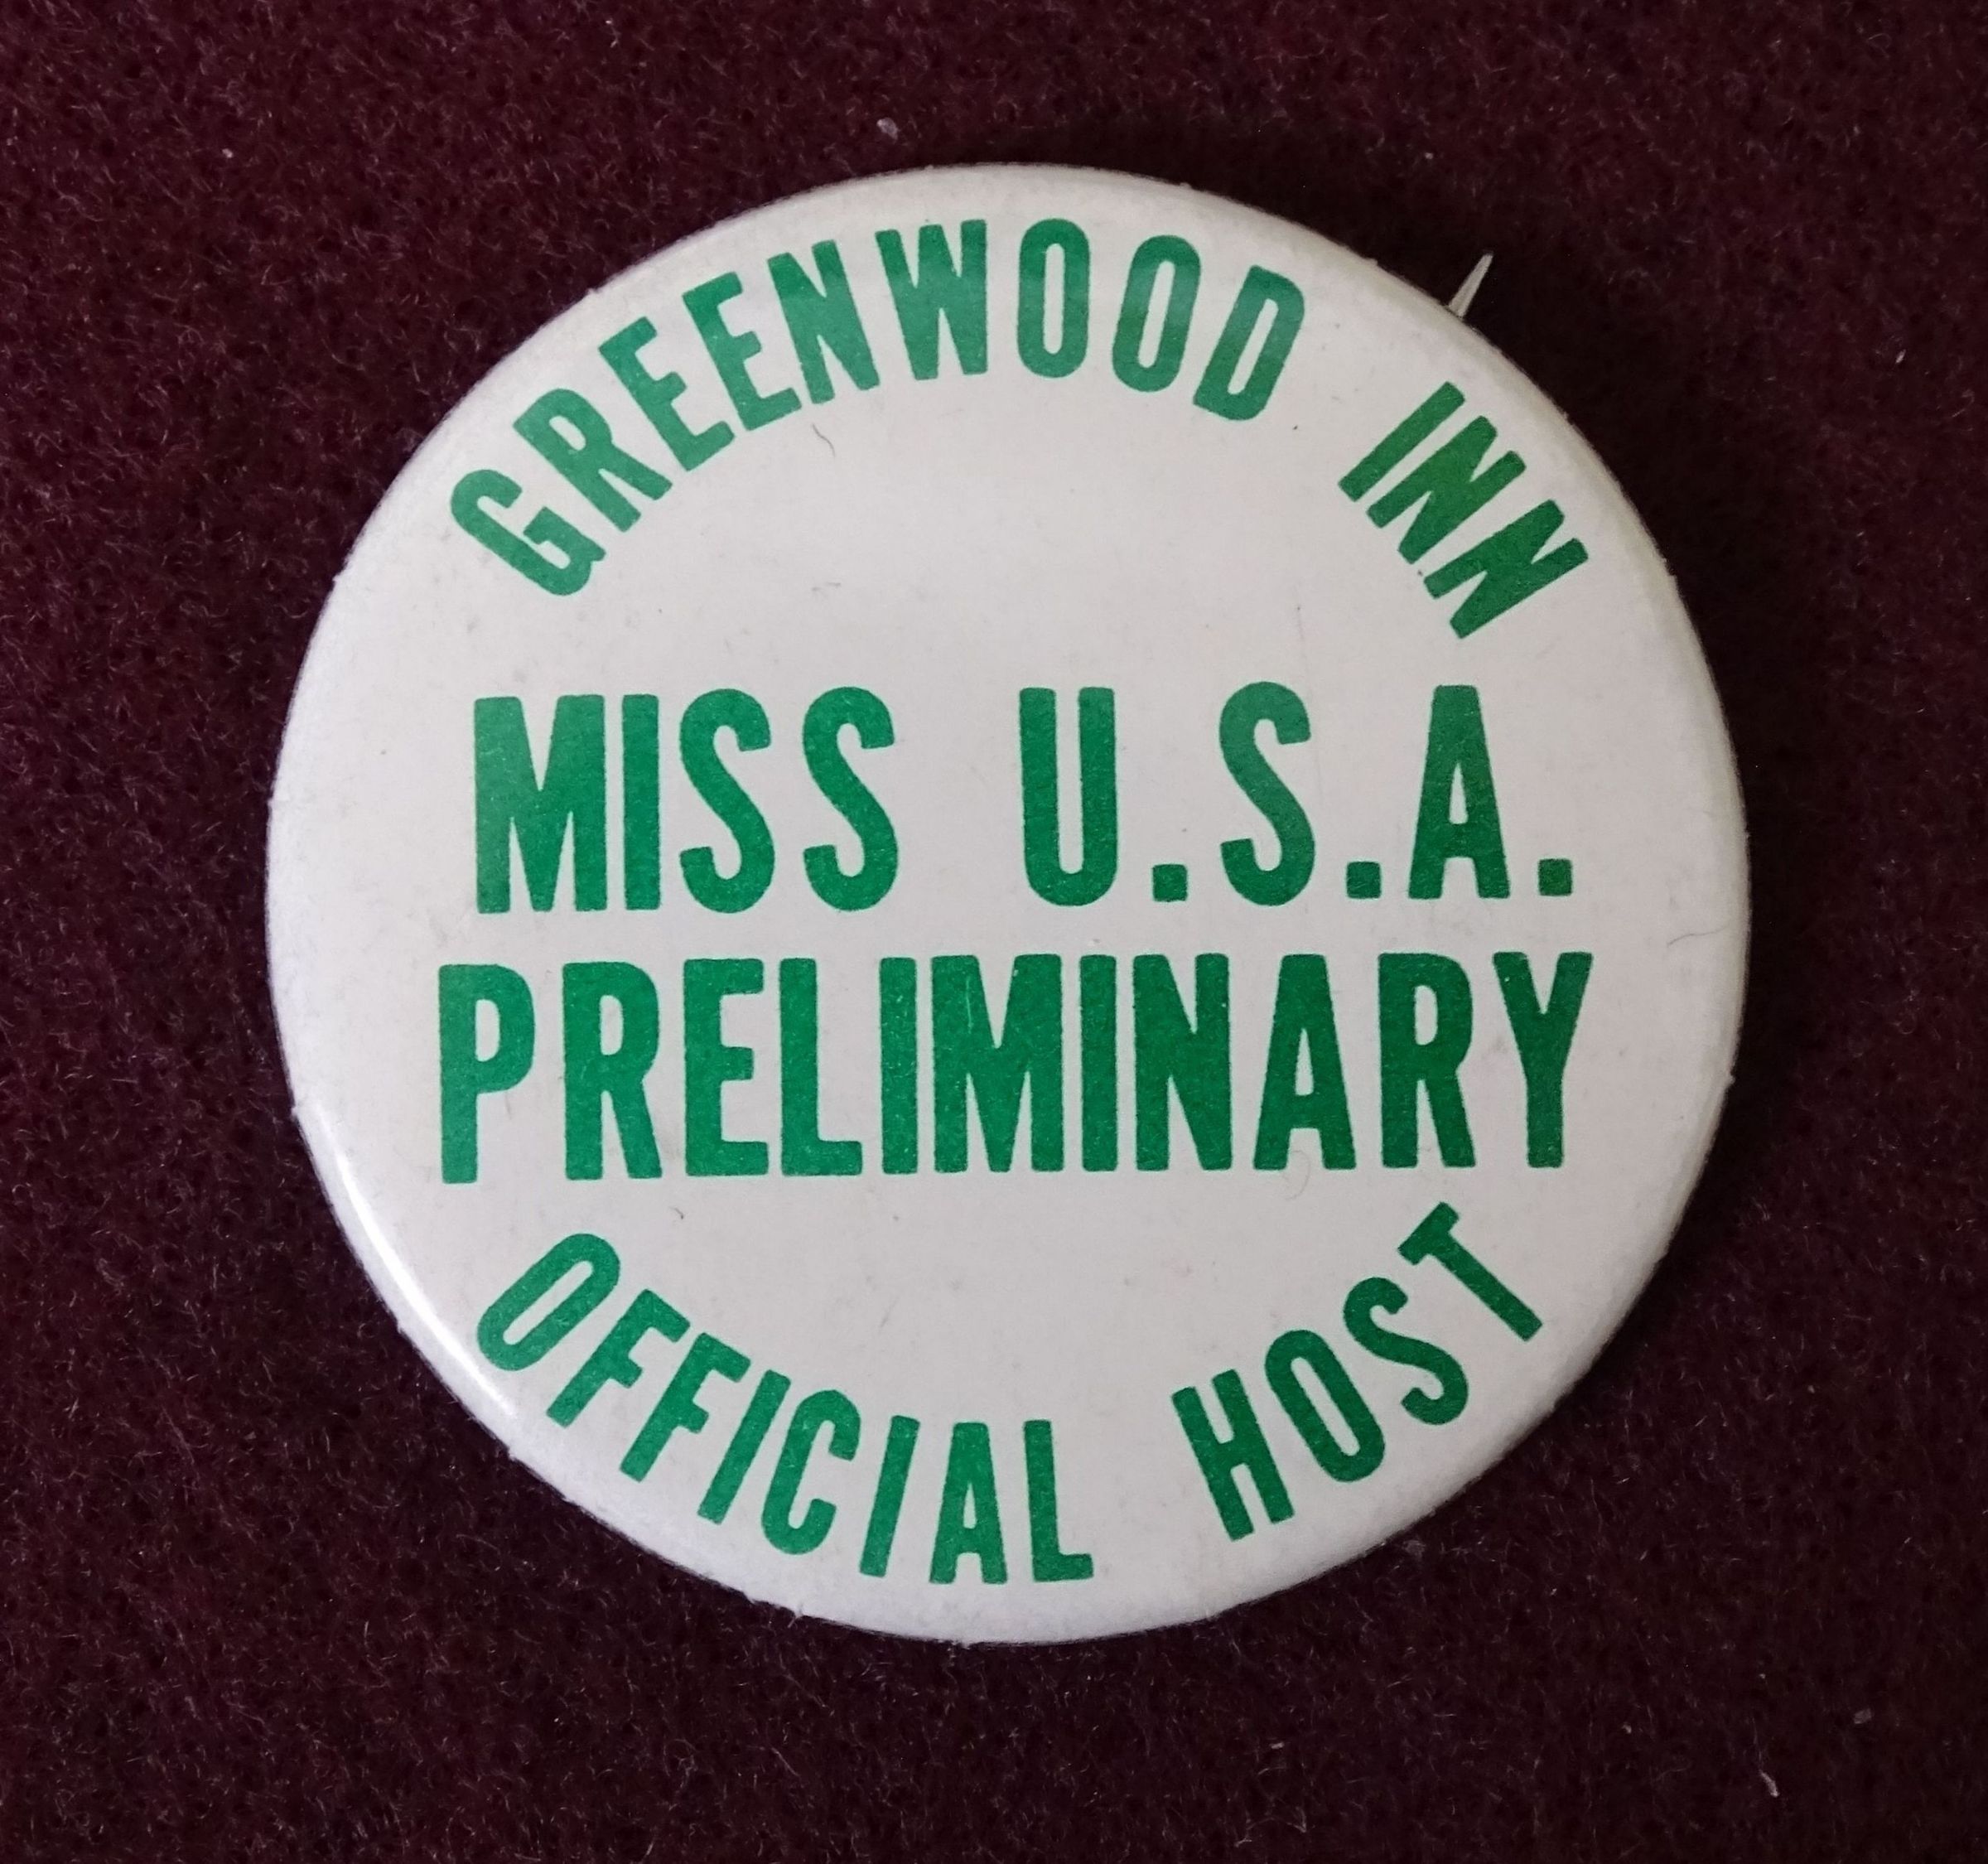 GREENWOOD INN
MISS U.S.A.
PRELIMINARY
OFFICIAL HOST